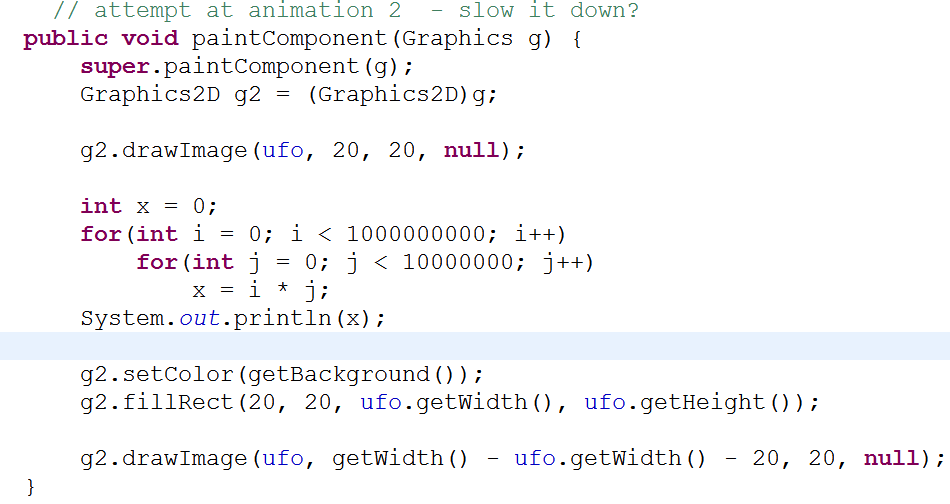 // attempt at animation 2  - slow it down?
public void paintComponent(Graphics g) {
super.paintComponent(g);
Graphics2D g2 = (Graphics2D)g;
g2.drawImage(ufo, 20, 20, null);
int x = 0;
for(int i = 0; i < 1000000000; i++)
for(int j = 0; j < 10000000; j++)
x = i * j;
System.out.println(x);
g2.setColor(getBackground());
g2.fillRect(20, 20, ufo.getWidth(), ufo.getHeight());
g2.drawImage(ufo, getWidth() - ufo.getWidth() - 20, 20, null);
}